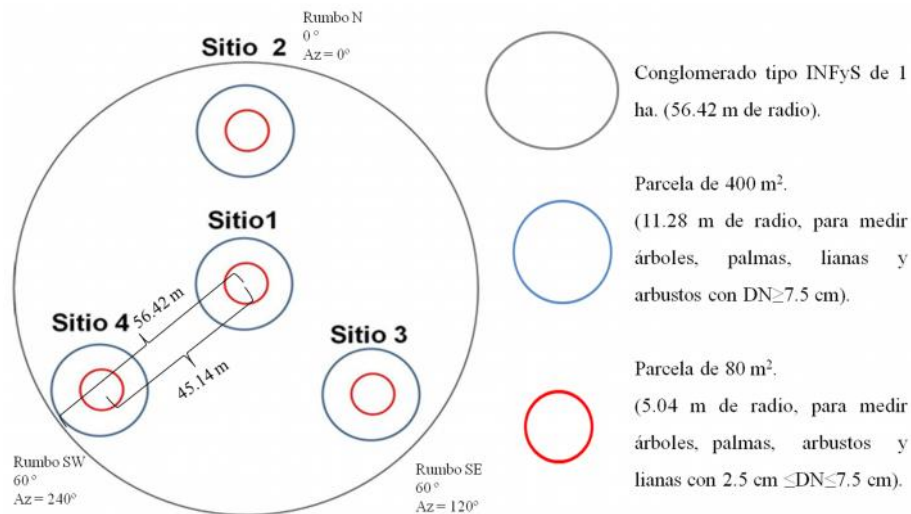 Rumbo N
0 °
Az = 0°
Sitio 2
Sitio1
56.42 m
45.14 m
Sitio 4
Sitio 3
Rumbo SW
60 °
Az = 240°
Rumbo SE
60 °
Az = 120°
Conglomerado tipo INFyS de 1
ha. (56.42 m de radio).
Parcela de 400 m².
(11.28 m de radio, para medir
árboles, palmas, lianas y
arbustos con DN≥7.5 cm).
Parcela de 80 m².
(5.04 m de radio, para medir
árboles, palmas, arbustos y
lianas con 2.5 cm ≤DN≤7.5 cm).